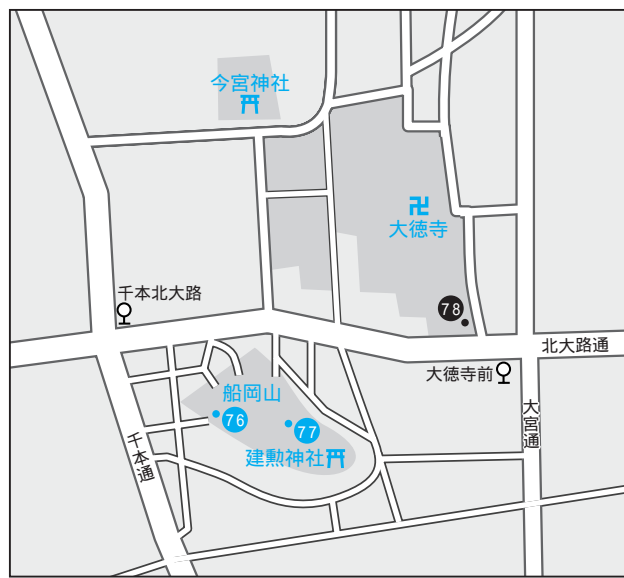 今宮神社
大徳寺
78
千本北大路
北大路通
大徳寺前
船岡山
76
77
大宮通
千本通
建勲神社